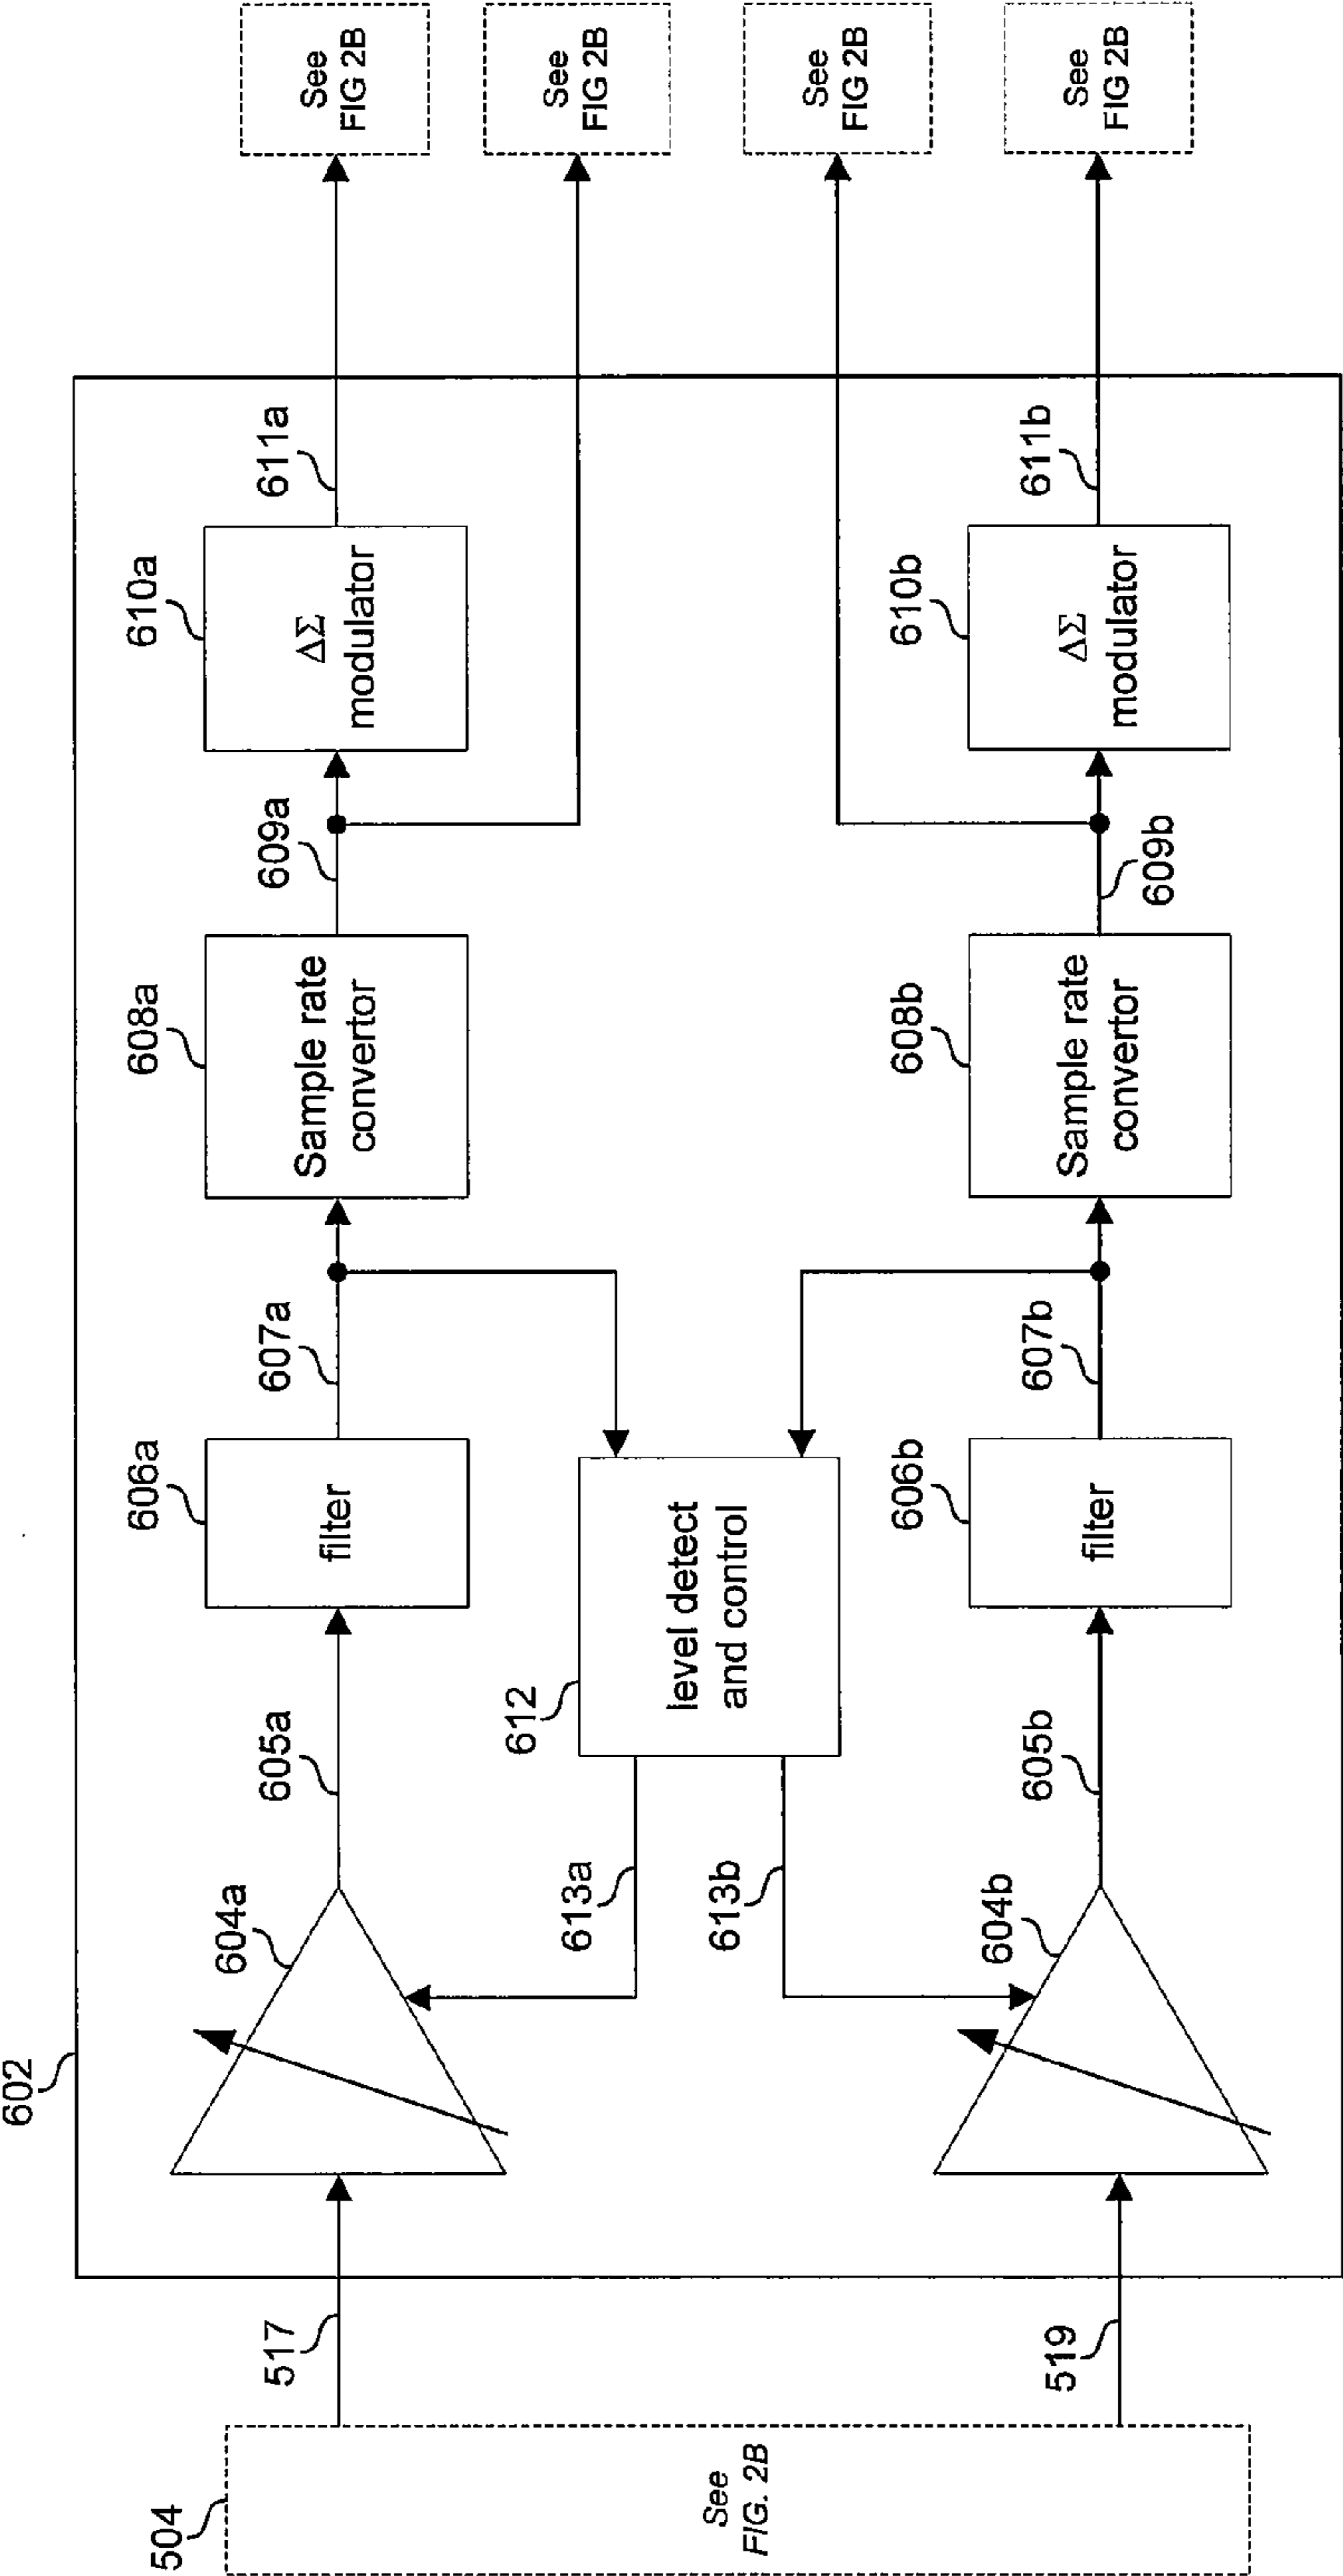 504
See
FIG. 2B
517
519
602
604a
604b
605a
605b
613a
613b
612
level detect
and control
606a
filter
606b
filter
607a
607b
608a
Sample rate
convertor
608b
Sample rate
convertor
609a
609b
610a
ΔΣ
modulator
610b
ΔΣ
modulator
611a
611b
See
FIG 2B
See
FIG 2B
See
FIG 2B
See
FIG 2B